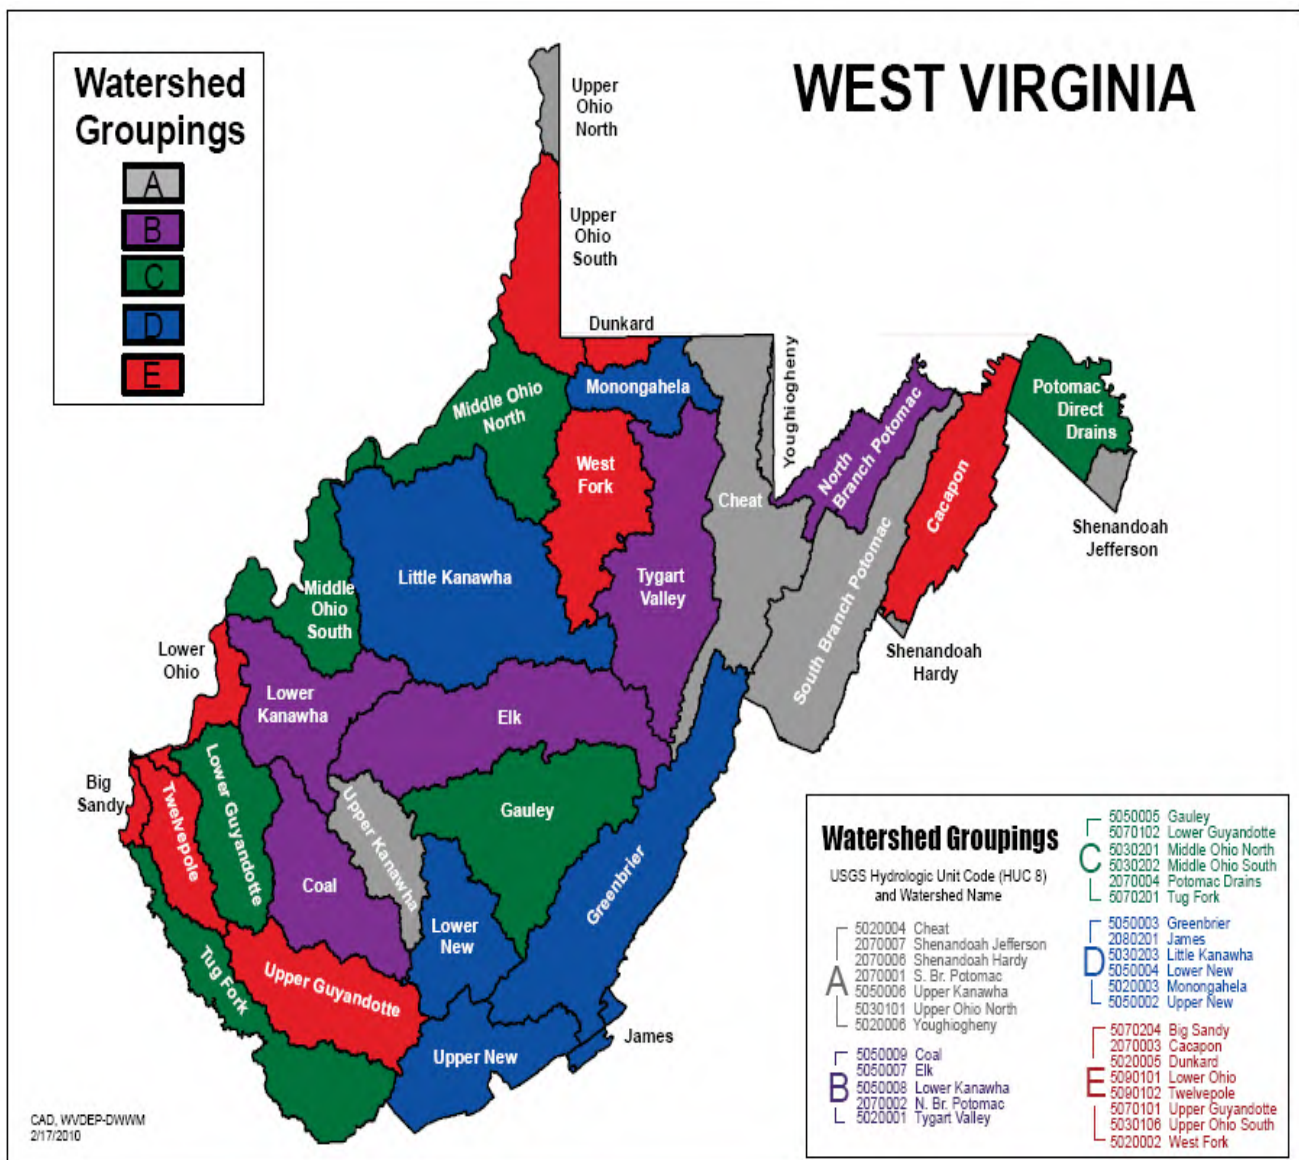 WEST VIRGINIA
Watershed
Groupings
A
B
C
D
E
Upper
Ohio
North
Upper
Ohio
South
Dunkard
Monongahela
Youghiogheny
Middle Ohio
North
West
Fork
Cheat
North
Branch Potomac
South Branch Potomac
Cacapon
Potomac
Direct
Drains
Shenandoah
Jefferson
Shenandoah
Hardy
Little Kanawha
Tygart
Valley
Middle
Ohio
South
Lower
Ohio
Lower
Kanawha
Elk
Big
Sandy
Twelvepole
Lower Guyandotte
Coal
Upper Kanawha
Gauley
Greenbrier
Lower
New
Tug Fork
Upper Guyandotte
Upper New
James
Watershed Groupings
USGS Hydrologic Unit Code (HUC 8)
and Watershed Name
A
5020004 Cheat
2070007 Shenandoah Jefferson
2070006 Shenandoah Hardy
2070001 S. Br. Potomac
5050006 Upper Kanawha
5030101 Upper Ohio North
5020006 Youghiogheny
B
5050009 Coal
5050007 Elk
5050008 Lower Kanawha
2070002 N. Br. Potomac
5020001 Tygart Valley
C
5050005 Gauley
5070102 Lower Guyandotte
5030201 Middle Ohio North
5030202 Middle Ohio South
2070004 Potomac Drains
5070201 Tug Fork
D
5050003 Greenbrier
2080201 James
5030203 Little Kanawha
5050004 Lower New
5020003 Monongahela
5050002 Upper New
E
5070204 Big Sandy
2070003 Cacapon
5020005 Dunkard
5090101 Lower Ohio
5090102 Twelvepole
5070101 Upper Guyandotte
5030106 Upper Ohio South
5020002 West Fork
CAD, WVDEP-DWWM
2/17/2010